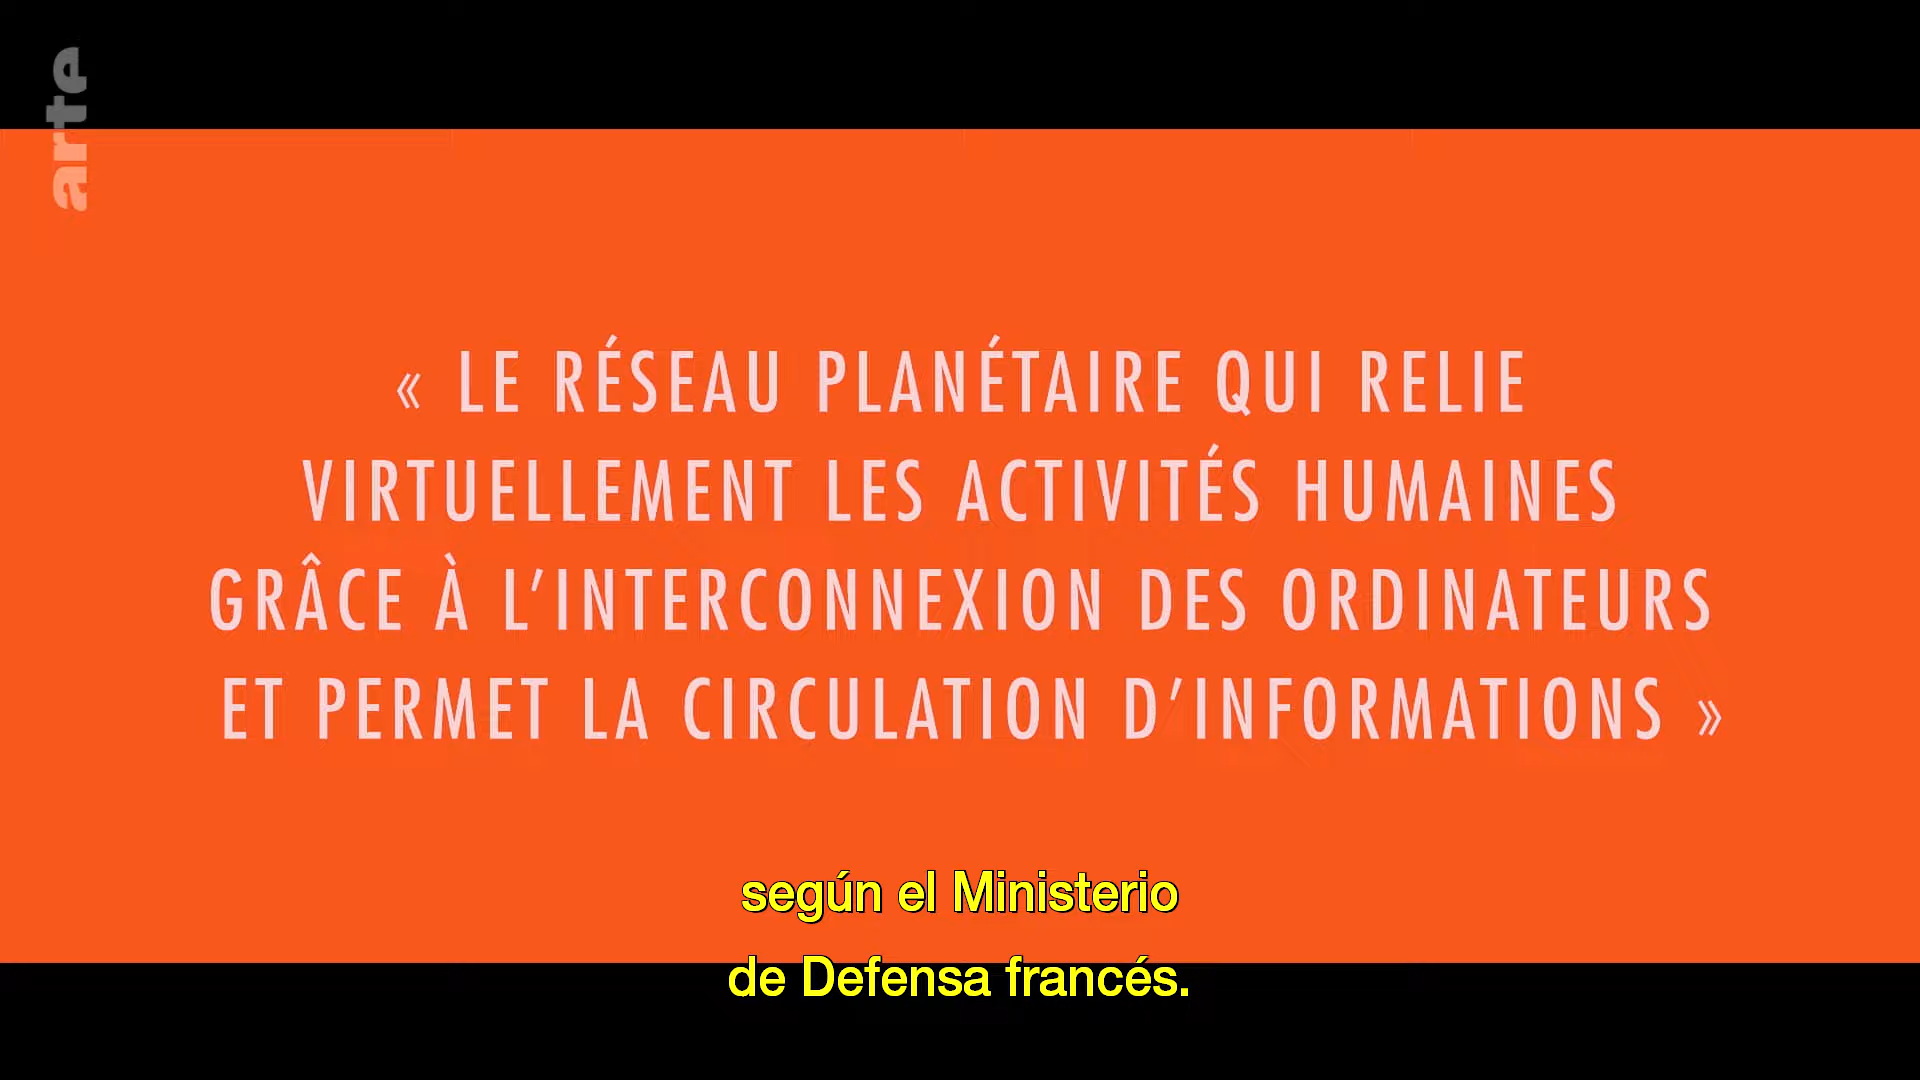 arte
« LE RÉSEAU PLANÉTAIRE QUI RELIE
VIRTUELLEMENT LES ACTIVITÉS HUMAINES
GRÂCE À L’INTERCONNEXION DES ORDINATEURS
ET PERMET LA CIRCULATION D’INFORMATIONS »
según el Ministerio
de Defensa francés.